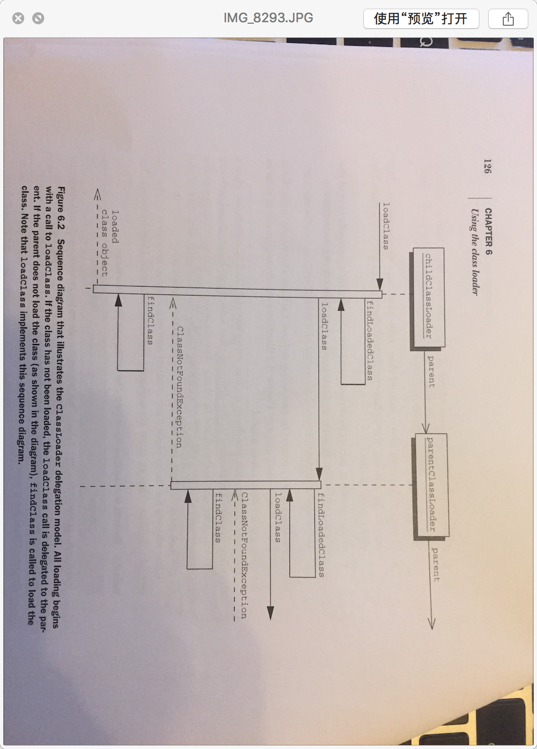 IMG_8293.JPG
使用“预览”打开
126
CHAPTER 6
Using the class loader
childClassLoader
parent
parentClassLoader
parent
loadClass
findLoadedClass
loadClass
findLoadedClass
loadClass
ClassNotFoundException
findClass
ClassNotFoundException
findClass
loaded
class object
Figure 6.2 Sequence diagram that illustrates the ClassLoader delegation model. All loading begins
with a call to loadClass. If the class has not been loaded, the loadClass call is delegated to the par-
ent. If the parent does not load the class (as shown in the diagram), findClass is called to load the
class. Note that loadClass implements this sequence diagram.